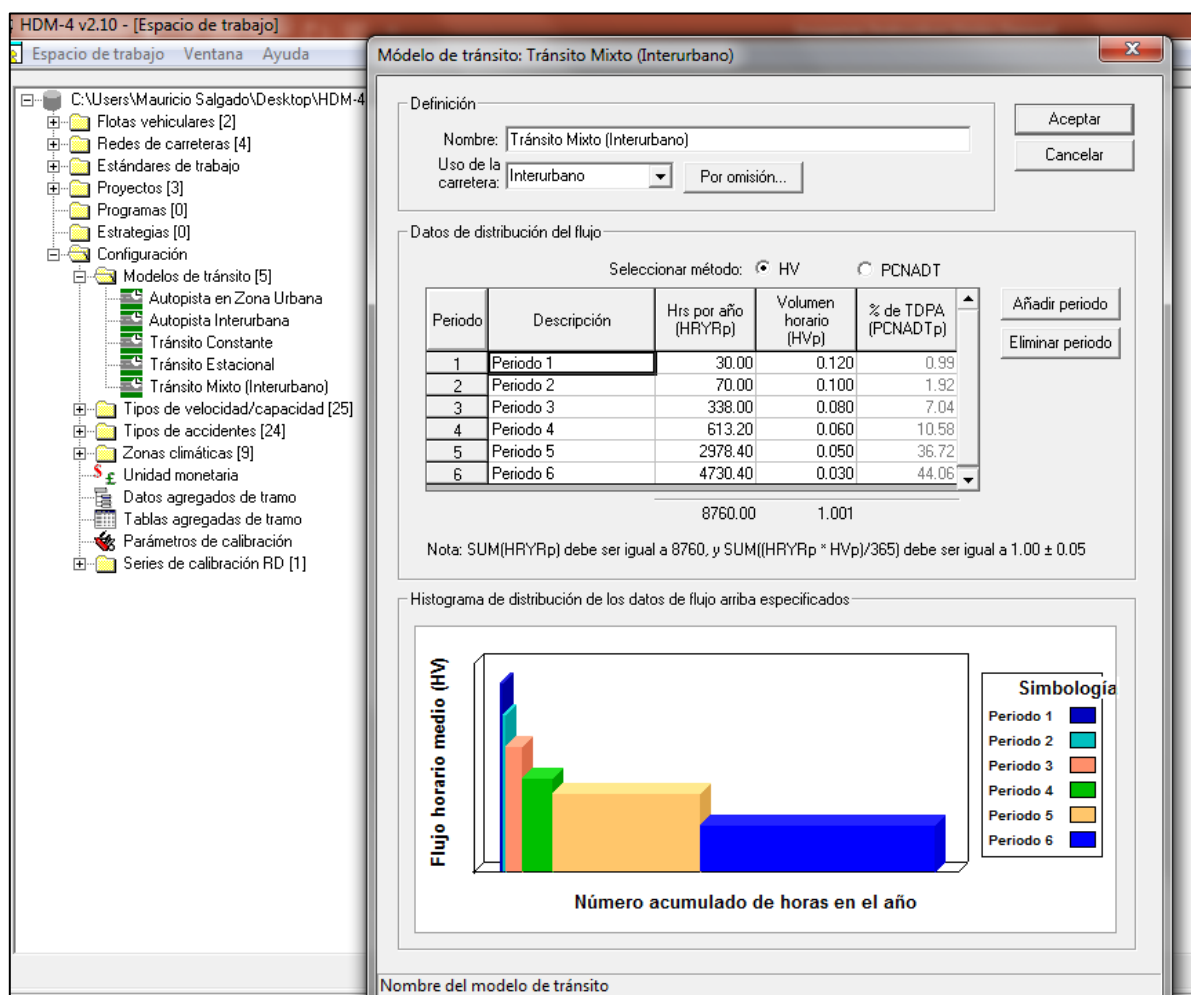 HDM-4 v2.10 - [Espacio de trabajo]
Espacio de trabajo Ventana Ayuda
C:\Users\Mauricio Salgado\Desktop\HDM-4
Flotas vehiculares [2]
Redes de carreteras [4]
Estándares de trabajo
Proyectos [3]
Programas [0]
Estrategias [0]
Configuración
Modelos de tránsito [5]
Autopista en Zona Urbana
Autopista Interurbana
Tránsito Constante
Tránsito Estacional
Tránsito Mixto (Interurbano)
Tipos de velocidad/capacidad [25]
Tipos de accidentes [24]
Zonas climáticas [9]
Unidad monetaria
Datos agregados de tramo
Tablas agregadas de tramo
Parámetros de calibración
Series de calibración RD [1]
Módelo de tránsito: Tránsito Mixto (Interurbano)
Definición
Nombre: Tránsito Mixto (Interurbano)
Uso de la carretera: Interurbano Por omisión...
Aceptar
Cancelar
Datos de distribución del flujo
Seleccionar método: HV PCNADT
Periodo Descripción Hrs por año (HRYRp) Volumen horario (HVp) % de TDPA (PCNADTp)
1 Periodo 1 30.00 0.120 0.99
2 Periodo 2 70.00 0.100 1.92
3 Periodo 3 338.00 0.080 7.04
4 Periodo 4 613.20 0.060 10.58
5 Periodo 5 2978.40 0.050 36.72
6 Periodo 6 4730.40 0.030 44.06
8760.00 1.001
Añadir periodo
Eliminar periodo
Nota: SUM(HRYRp) debe ser igual a 8760, y SUM((HRYRp * HVp)/365) debe ser igual a 1.00 ± 0.05
Histograma de distribución de los datos de flujo arriba especificados
Flujo horario medio (HV)
Número acumulado de horas en el año
Simbología
Periodo 1
Periodo 2
Periodo 3
Periodo 4
Periodo 5
Periodo 6
Nombre del modelo de tránsito